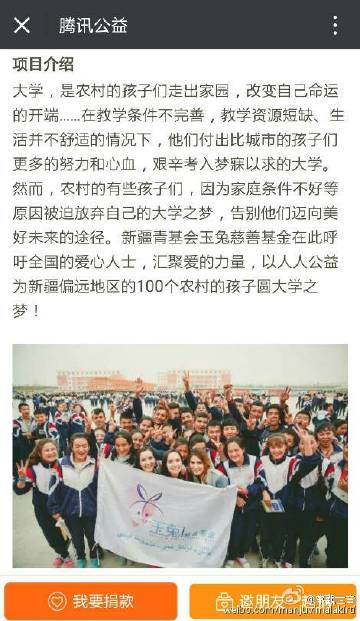 腾讯公益
项目介绍
大学，是农村的孩子们走出家园，改变自己命运
的开端……在教学条件不完善，教学资源短缺、生
活并不舒适的情况下，他们付出比城市的孩子们
更多的努力和心血，艰辛考入梦寐以求的大学。
然而，农村的有些孩子们，因为家庭条件不好等
原因被迫放弃自己的大学之梦，告别他们迈向美
好未来的途径。新疆青基会玉兔慈善基金在此呼
吁全国的爱心人士，汇聚爱的力量，以人人公益
为新疆偏远地区的100个农村的孩子圆大学之
梦！
玉兔
我要捐款
邀朋友
weibo.com/manjuvimalakirti